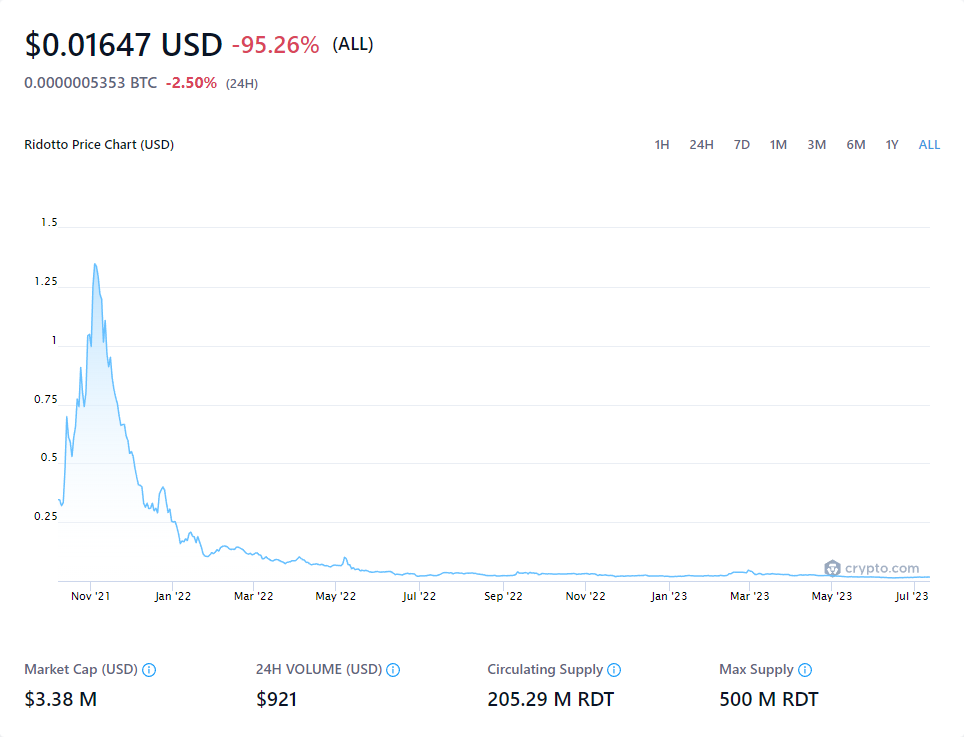 $0.01647 USD -95.26% (ALL)
0.0000005353 BTC -2.50% (24H)
Ridotto Price Chart (USD) 1H 24H 7D 1M 3M 6M 1Y ALL
1.5
1.25
1
0.75
0.5
0.25
crypto.com
Nov '21 Jan '22 Mar '22 May '22 Jul '22 Sep '22 Nov '22 Jan '23 Mar '23 May '23 Jul '23
Market Cap (USD) 24H VOLUME (USD) Circulating Supply Max Supply
$3.38 M $921 205.29 M RDT 500 M RDT